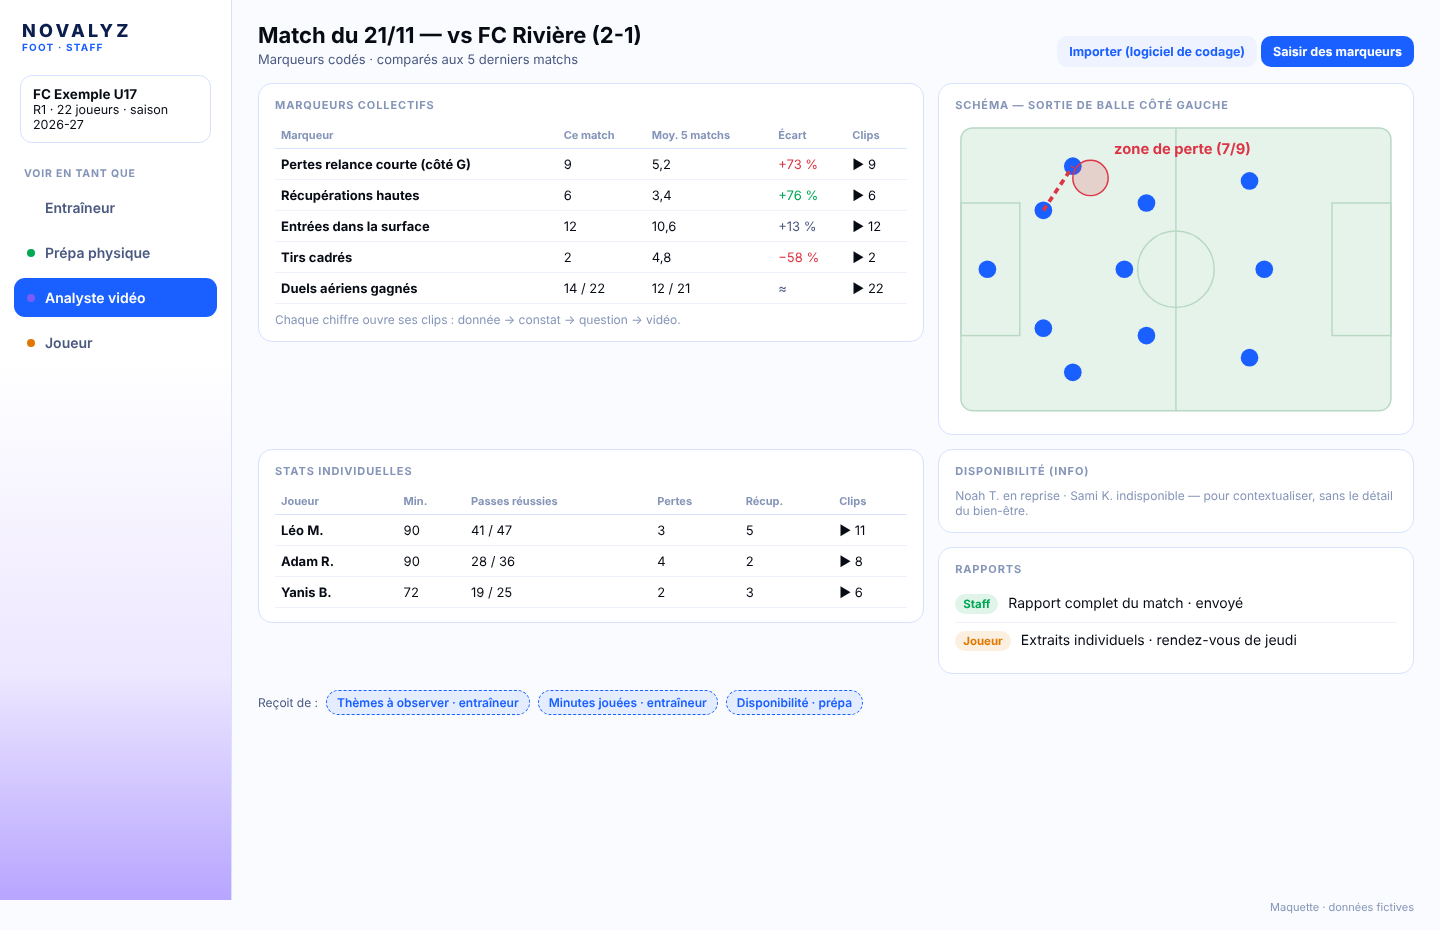 NOVALYZ
FOOT · STAFF
FC Exemple U17
R1 · 22 joueurs · saison
2026-27
VOIR EN TANT QUE
Entraîneur
Prépa physique
Analyste vidéo
Joueur
Match du 21/11 — vs FC Rivière (2-1)
Marqueurs codés · comparés aux 5 derniers matchs
Importer (logiciel de codage)
Saisir des marqueurs
MARQUEURS COLLECTIFS
Marqueur Ce match Moy. 5 matchs Écart Clips
Pertes relance courte (côté G) 9 5,2 +73 % ▶ 9
Récupérations hautes 6 3,4 +76 % ▶ 6
Entrées dans la surface 12 10,6 +13 % ▶ 12
Tirs cadrés 2 4,8 −58 % ▶ 2
Duels aériens gagnés 14 / 22 12 / 21 ≈ ▶ 22
Chaque chiffre ouvre ses clips : donnée → constat → question → vidéo.
SCHÉMA — SORTIE DE BALLE CÔTÉ GAUCHE
zone de perte (7/9)
STATS INDIVIDUELLES
Joueur Min. Passes réussies Pertes Récup. Clips
Léo M. 90 41 / 47 3 5 ▶ 11
Adam R. 90 28 / 36 4 2 ▶ 8
Yanis B. 72 19 / 25 2 3 ▶ 6
DISPONIBILITÉ (INFO)
Noah T. en reprise · Sami K. indisponible — pour contextualiser, sans le détail
du bien-être.
RAPPORTS
Staff Rapport complet du match · envoyé
Joueur Extraits individuels · rendez-vous de jeudi
Reçoit de : Thèmes à observer · entraîneur Minutes jouées · entraîneur Disponibilité · prépa
Maquette · données fictives